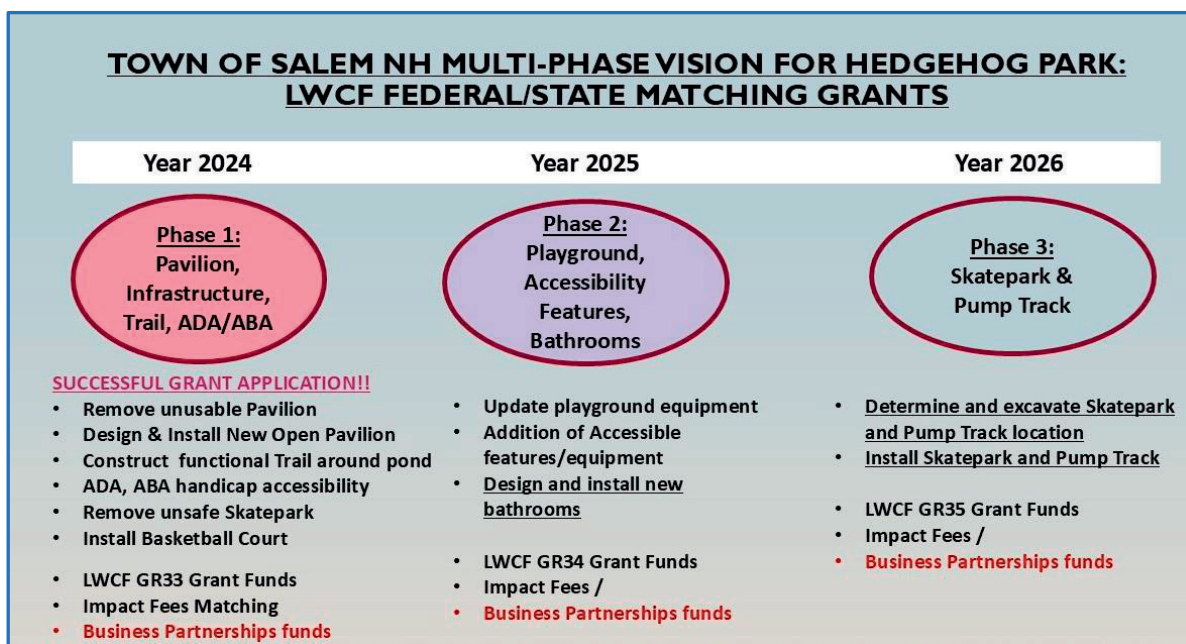 TOWN OF SALEM NH MULTI-PHASE VISION FOR HEDGEHOG PARK:
LWCF FEDERAL/STATE MATCHING GRANTS
Year 2024
Year 2025
Year 2026
Phase 1:
Pavilion,
Infrastructure,
Trail, ADA/ABA
Phase 2:
Playground,
Accessibility
Features,
Bathrooms
Phase 3:
Skatepark &
Pump Track
SUCCESSFUL GRANT APPLICATION!!
• Remove unusable Pavilion
• Design & Install New Open Pavilion
• Construct functional Trail around pond
• ADA, ABA handicap accessibility
• Remove unsafe Skatepark
• Install Basketball Court
• LWCF GR33 Grant Funds
• Impact Fees Matching
• Business Partnerships funds
• Update playground equipment
• Addition of Accessible
features/equipment
• Design and install new
bathrooms
• LWCF GR34 Grant Funds
• Impact Fees /
• Business Partnerships funds
• Determine and excavate Skatepark
and Pump Track location
• Install Skatepark and Pump Track
• LWCF GR35 Grant Funds
• Impact Fees /
• Business Partnerships funds